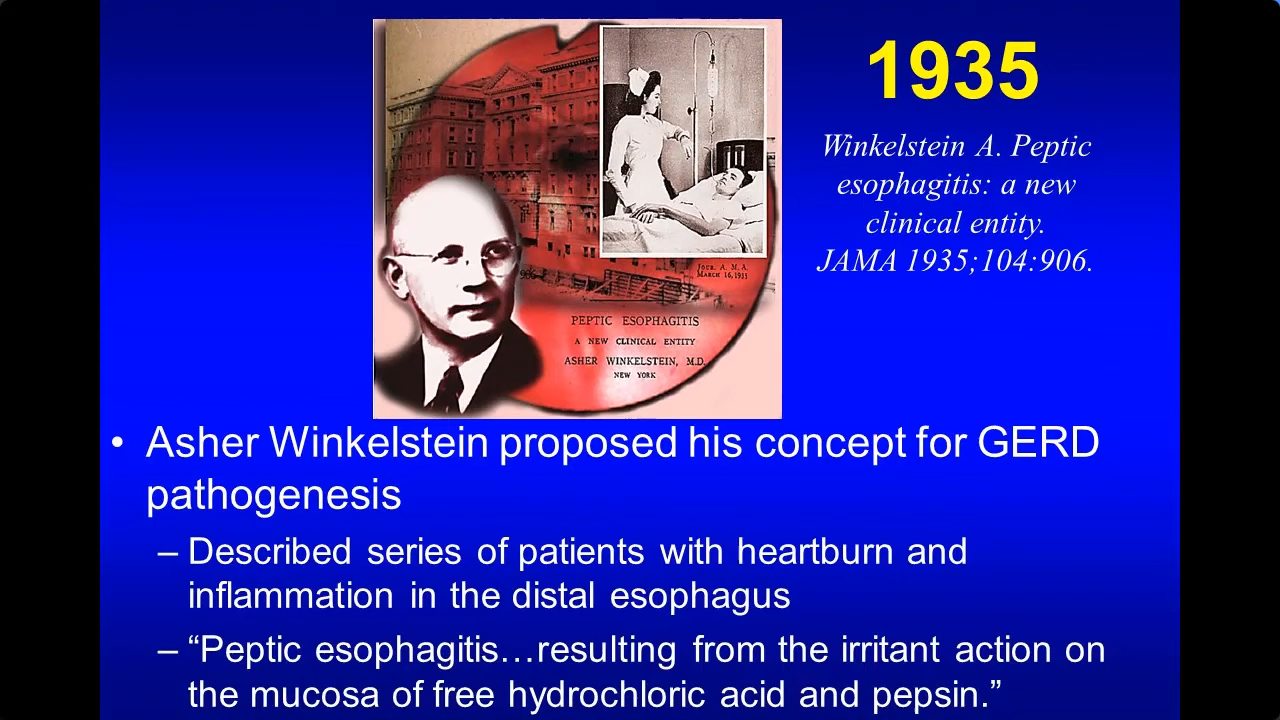 1935
Winkelstein A. Peptic
esophagitis: a new
clinical entity.
JAMA 1935;104:906.
906
JOUR. A. M. A.
MARCH 16, 1935
PEPTIC ESOPHAGITIS
A NEW CLINICAL ENTITY
ASHER WINKELSTEIN, M.D.
NEW YORK
• Asher Winkelstein proposed his concept for GERD
pathogenesis
– Described series of patients with heartburn and
inflammation in the distal esophagus
– “Peptic esophagitis…resulting from the irritant action on
the mucosa of free hydrochloric acid and pepsin.”